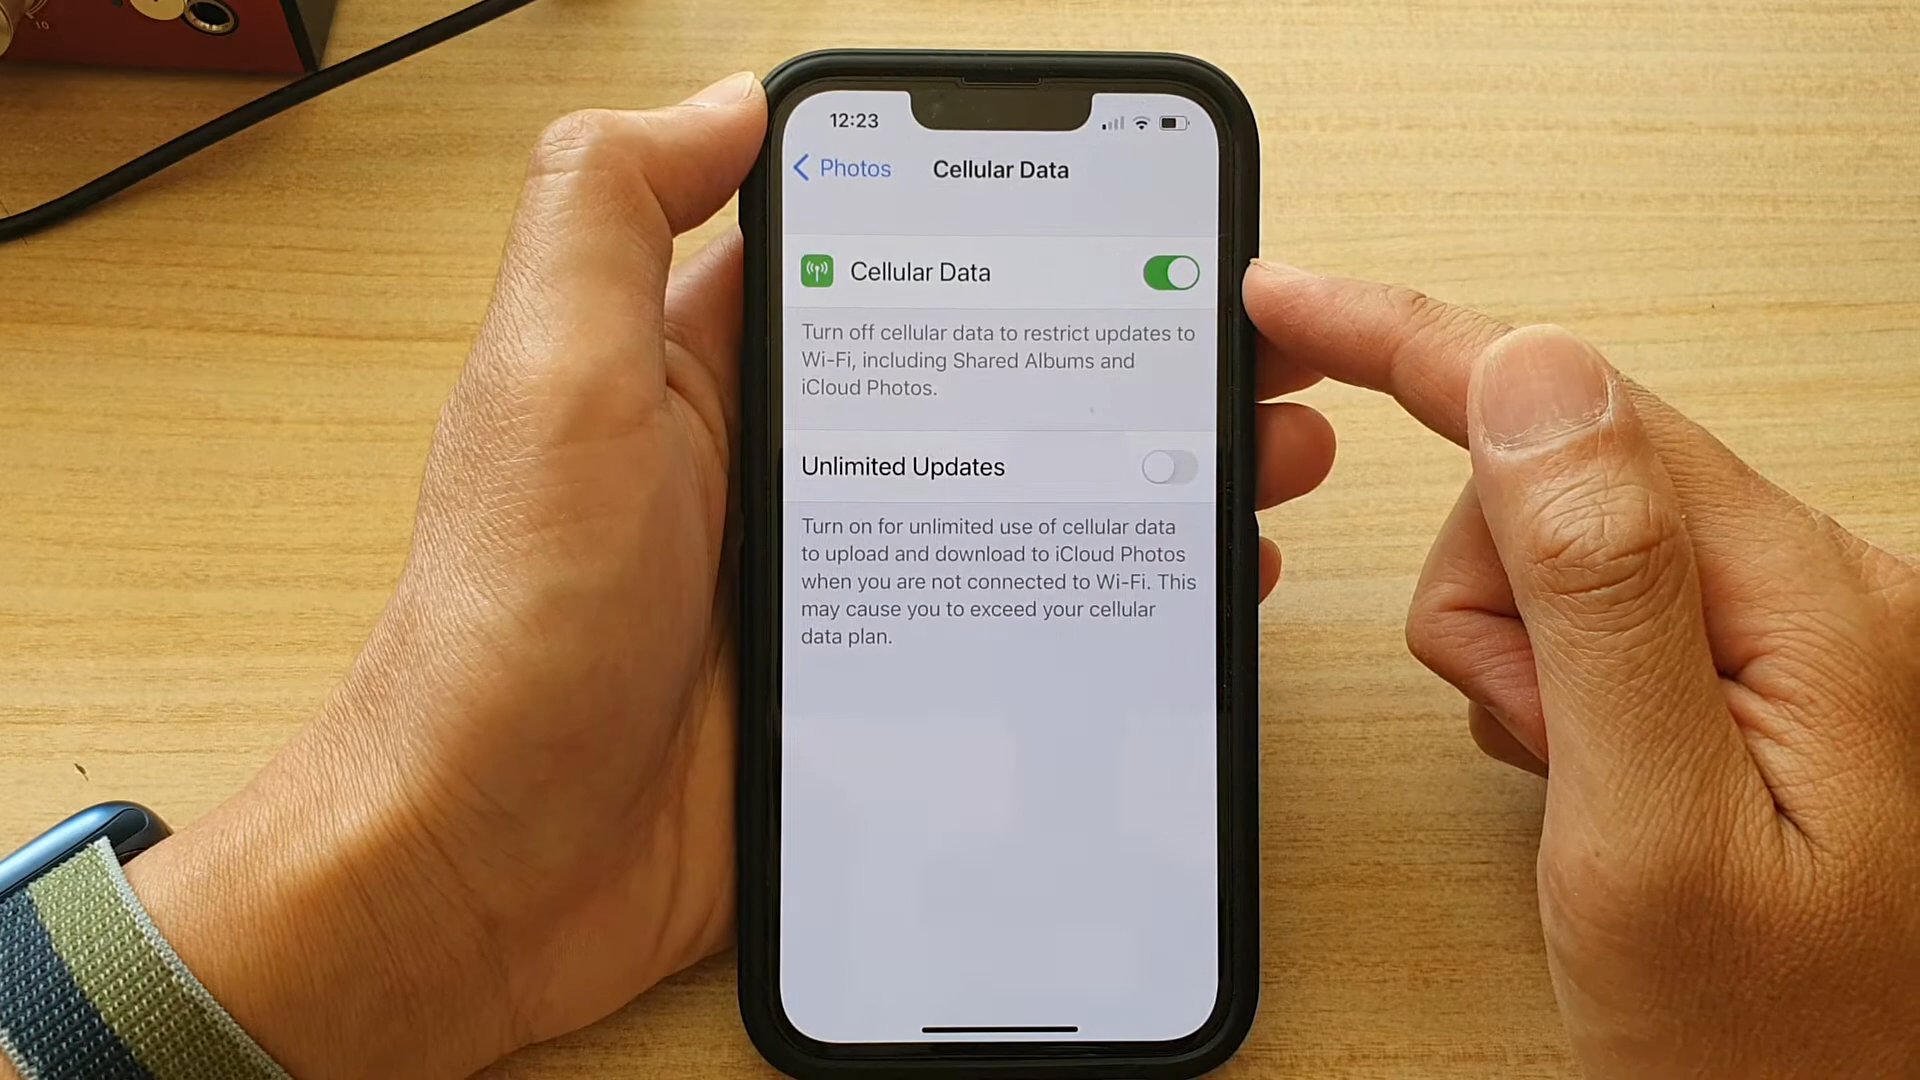 10
12:23
Photos
Cellular Data
Cellular Data
Turn off cellular data to restrict updates to
Wi-Fi, including Shared Albums and
iCloud Photos.
Unlimited Updates
Turn on for unlimited use of cellular data
to upload and download to iCloud Photos
when you are not connected to Wi-Fi. This
may cause you to exceed your cellular
data plan.